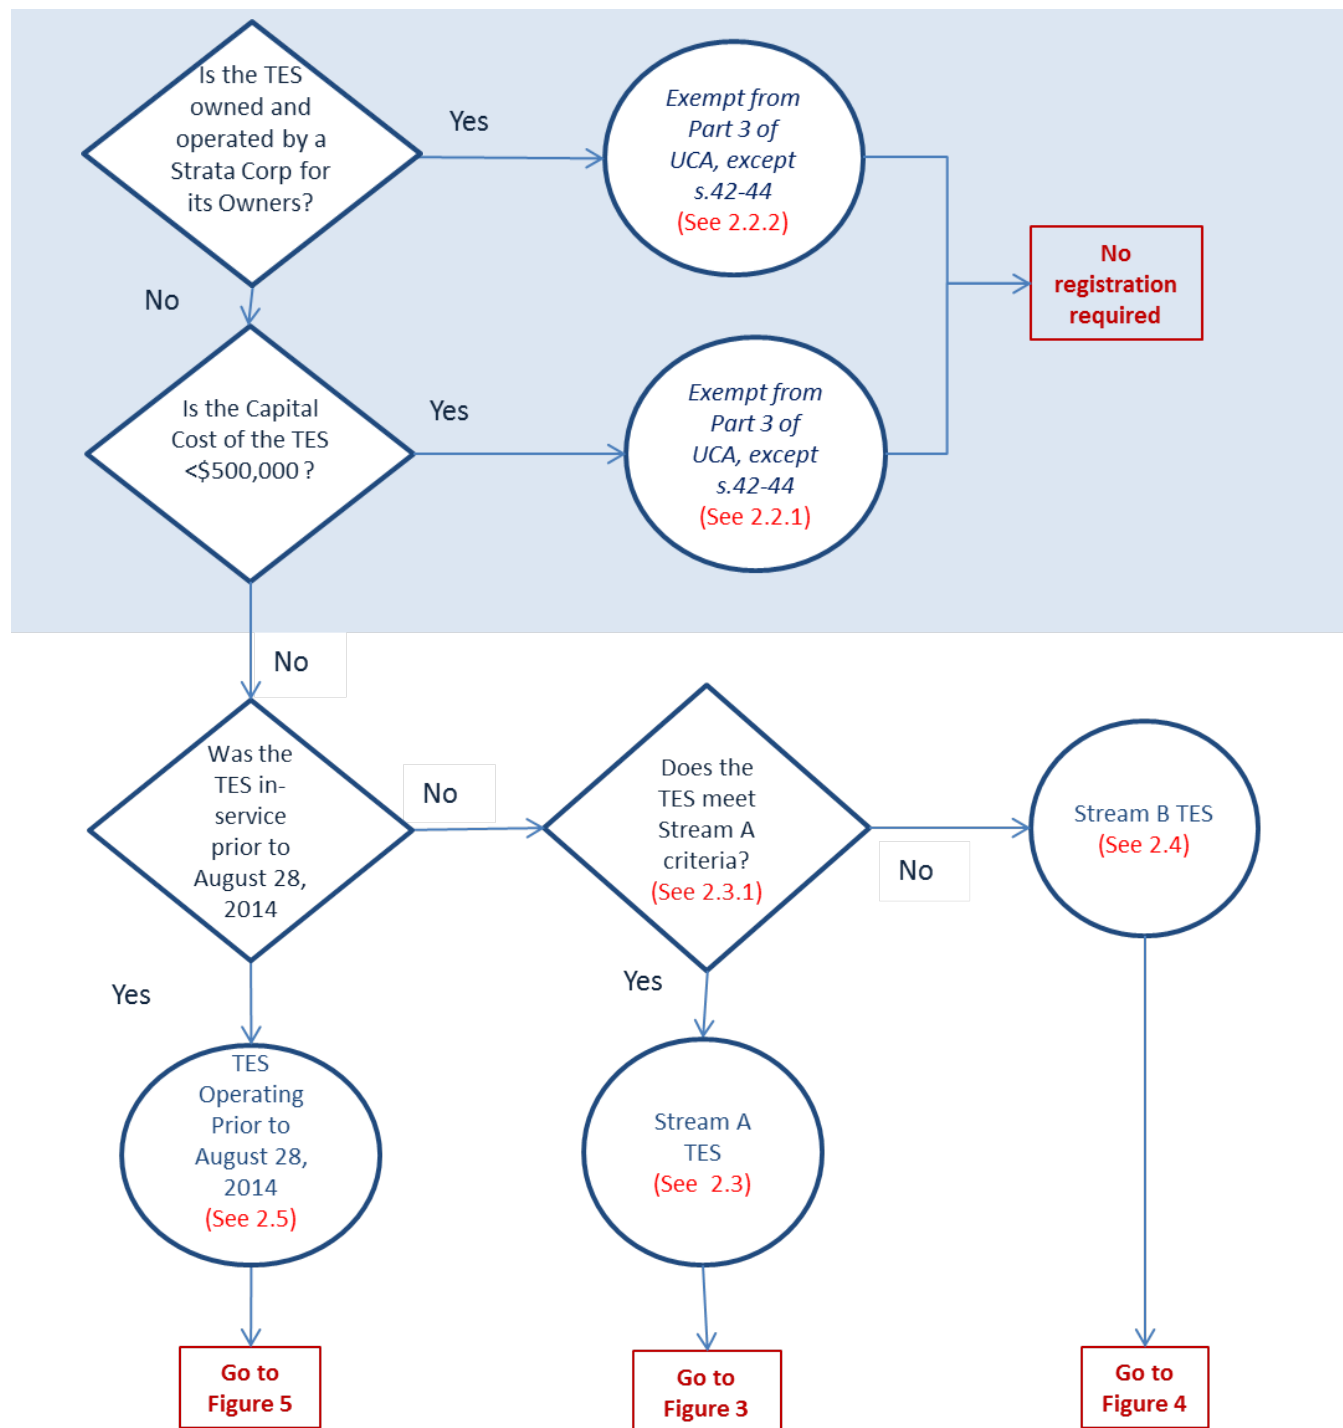 Is the TES
owned and
operated by a
Strata Corp for
its Owners?
Yes
Exempt from
Part 3 of
UCA, except
s.42-44
(See 2.2.2)
No
registration
required
No
Is the Capital
Cost of the TES
<$500,000 ?
Yes
Exempt from
Part 3 of
UCA, except
s.42-44
(See 2.2.1)
No
Was the
TES in-
service
prior to
August 28,
2014
No
Does the
TES meet
Stream A
criteria?
(See 2.3.1)
No
Stream B TES
(See 2.4)
Yes
TES
Operating
Prior to
August 28,
2014
(See 2.5)
Yes
Stream A
TES
(See 2.3)
Go to
Figure 5
Go to
Figure 3
Go to
Figure 4